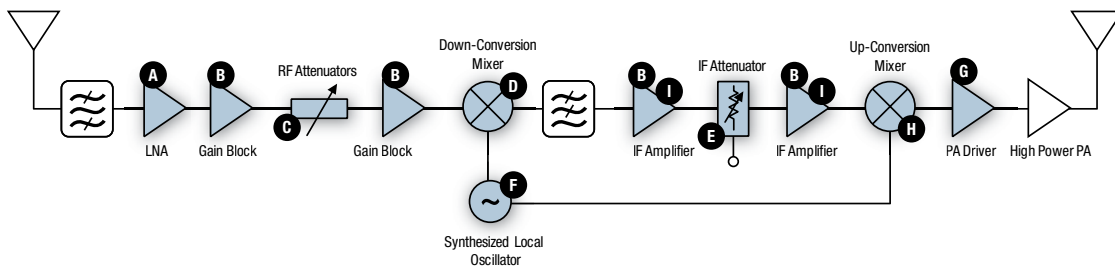 Down-Conversion
Mixer
Up-Conversion
Mixer
A
B
RF Attenuators
B
D
B
I
IF Attenuator
B
I
G
C
E
H
LNA
Gain Block
Gain Block
IF Amplifier
IF Amplifier
PA Driver
High Power PA
F
~
Synthesized Local
Oscillator